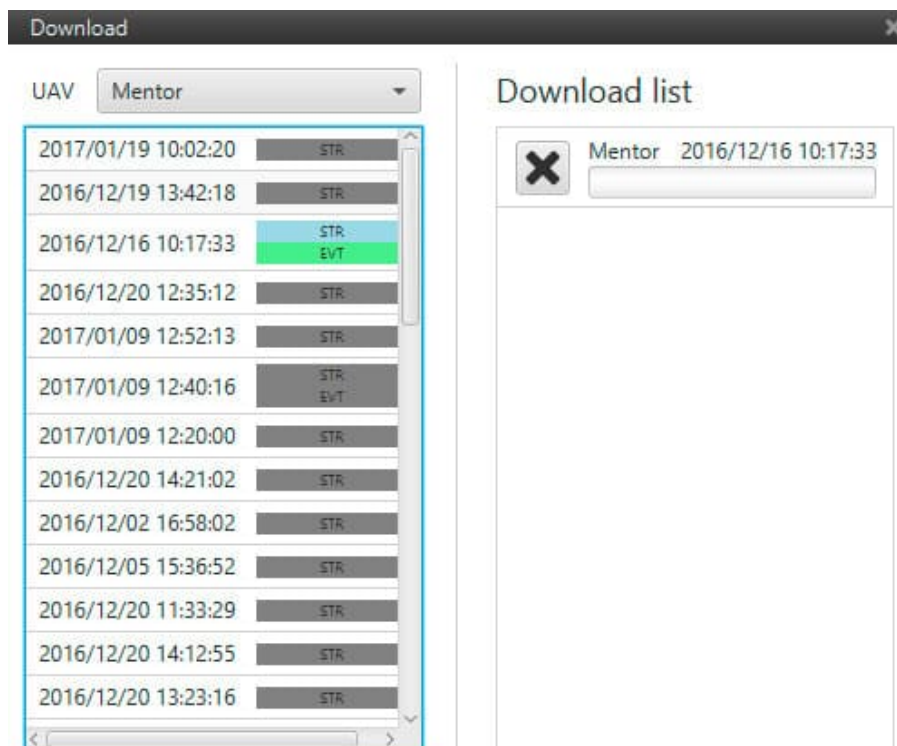 Download
UAV Mentor
2017/01/19 10:02:20 STR
2016/12/19 13:42:18 STR
2016/12/16 10:17:33 STR
EVT
2016/12/20 12:35:12 STR
2017/01/09 12:52:13 STR
2017/01/09 12:40:16 STR
EVT
2017/01/09 12:20:00 STR
2016/12/20 14:21:02 STR
2016/12/02 16:58:02 STR
2016/12/05 15:36:52 STR
2016/12/20 11:33:29 STR
2016/12/20 14:12:55 STR
2016/12/20 13:23:16 STR
Download list
Mentor 2016/12/16 10:17:33